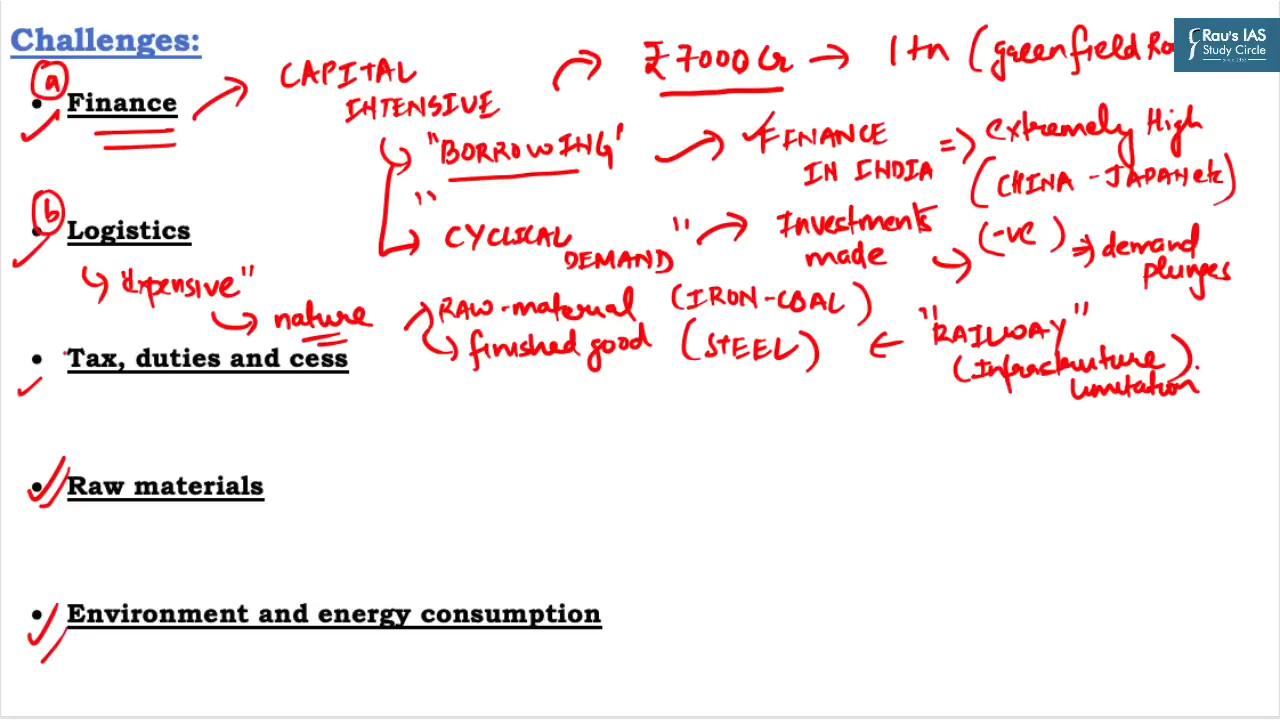 Challenges:
Rau's IAS
Study Circle
since 1953
a
• Finance
CAPITAL
INTENSIVE
₹7000 Cr → 1 tn (greenfield
"BORROWING"
FINANCE
IN INDIA
=> extremely High
(CHINA - JAPAN etc)
b
• Logistics
"
CYCLICAL
DEMAND"
Investments
made
(-ve) => demand
plunges
"expensive"
nature
RAW-material (IRON-COAL)
finished good (STEEL) ←
"RAILWAY"
(Infrastructure).
limitation
• Tax, duties and cess
• Raw materials
• Environment and energy consumption